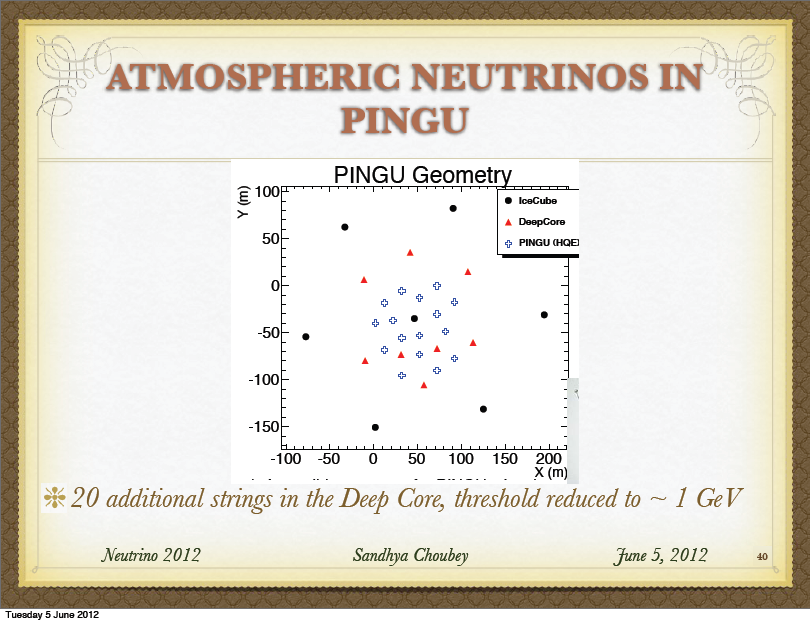 ATMOSPHERIC NEUTRINOS IN
PINGU
PINGU Geometry
Y (m)
100
50
0
-50
-100
-150
IceCube
DeepCore
PINGU (HQE)
-100 -50 0 50 100 150 200
X (m)
20 additional strings in the Deep Core, threshold reduced to ~ 1 GeV
Neutrino 2012 Sandhya Choubey June 5, 2012 40
Tuesday 5 June 2012